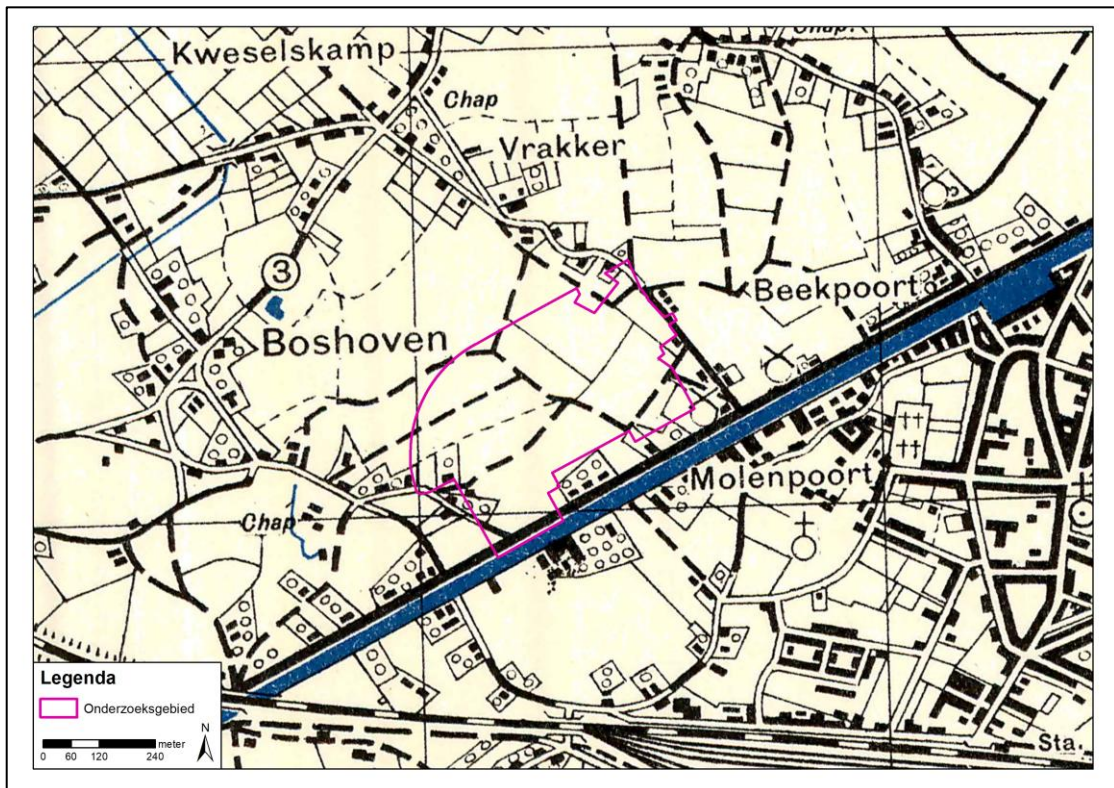 Kweselskamp
Chap.
Chap
Vrakker
3
Beekpoort
Boshoven
Molenpoort
Chap
Sta.
Legenda
Onderzoeksgebied
N
meter
0 60 120 240